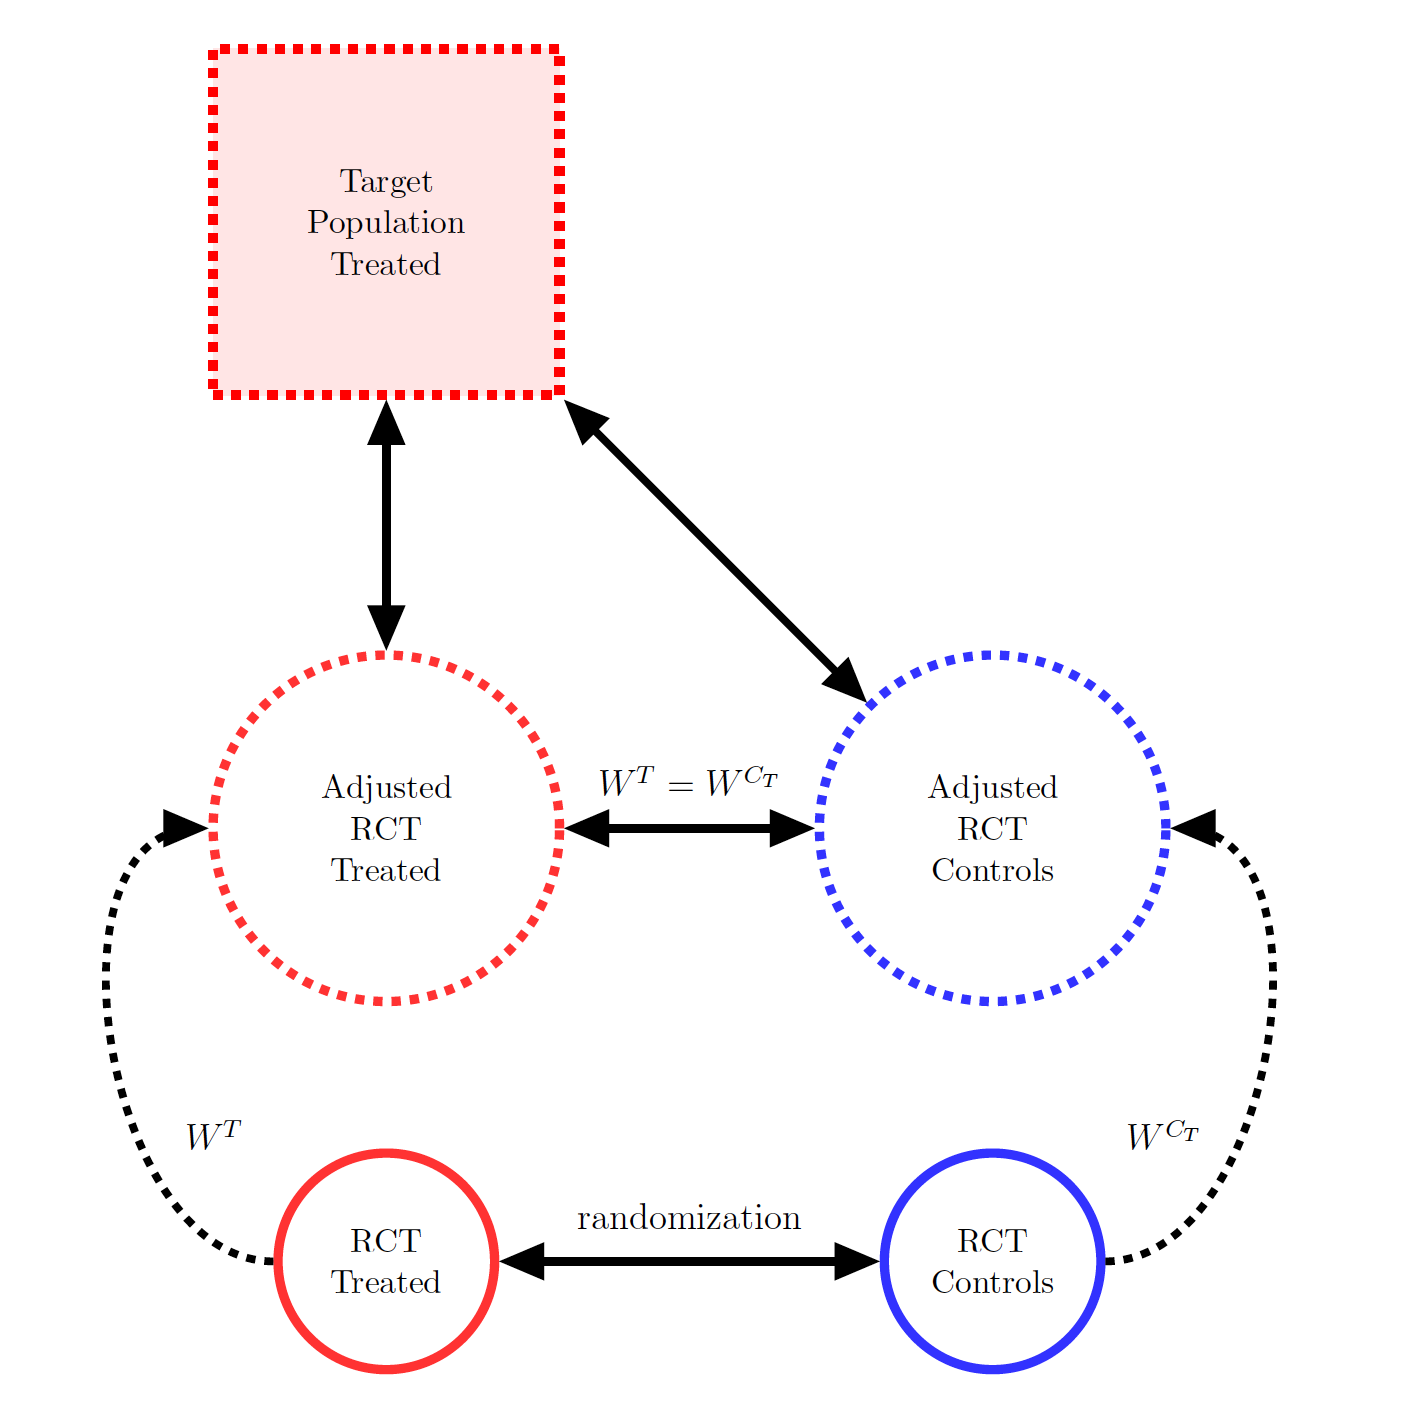 Target
Population
Treated
$W^T = W^{C_T}$
Adjusted
RCT
Treated
Adjusted
RCT
Controls
$W^T$
$W^{C_T}$
randomization
RCT
Treated
RCT
Controls